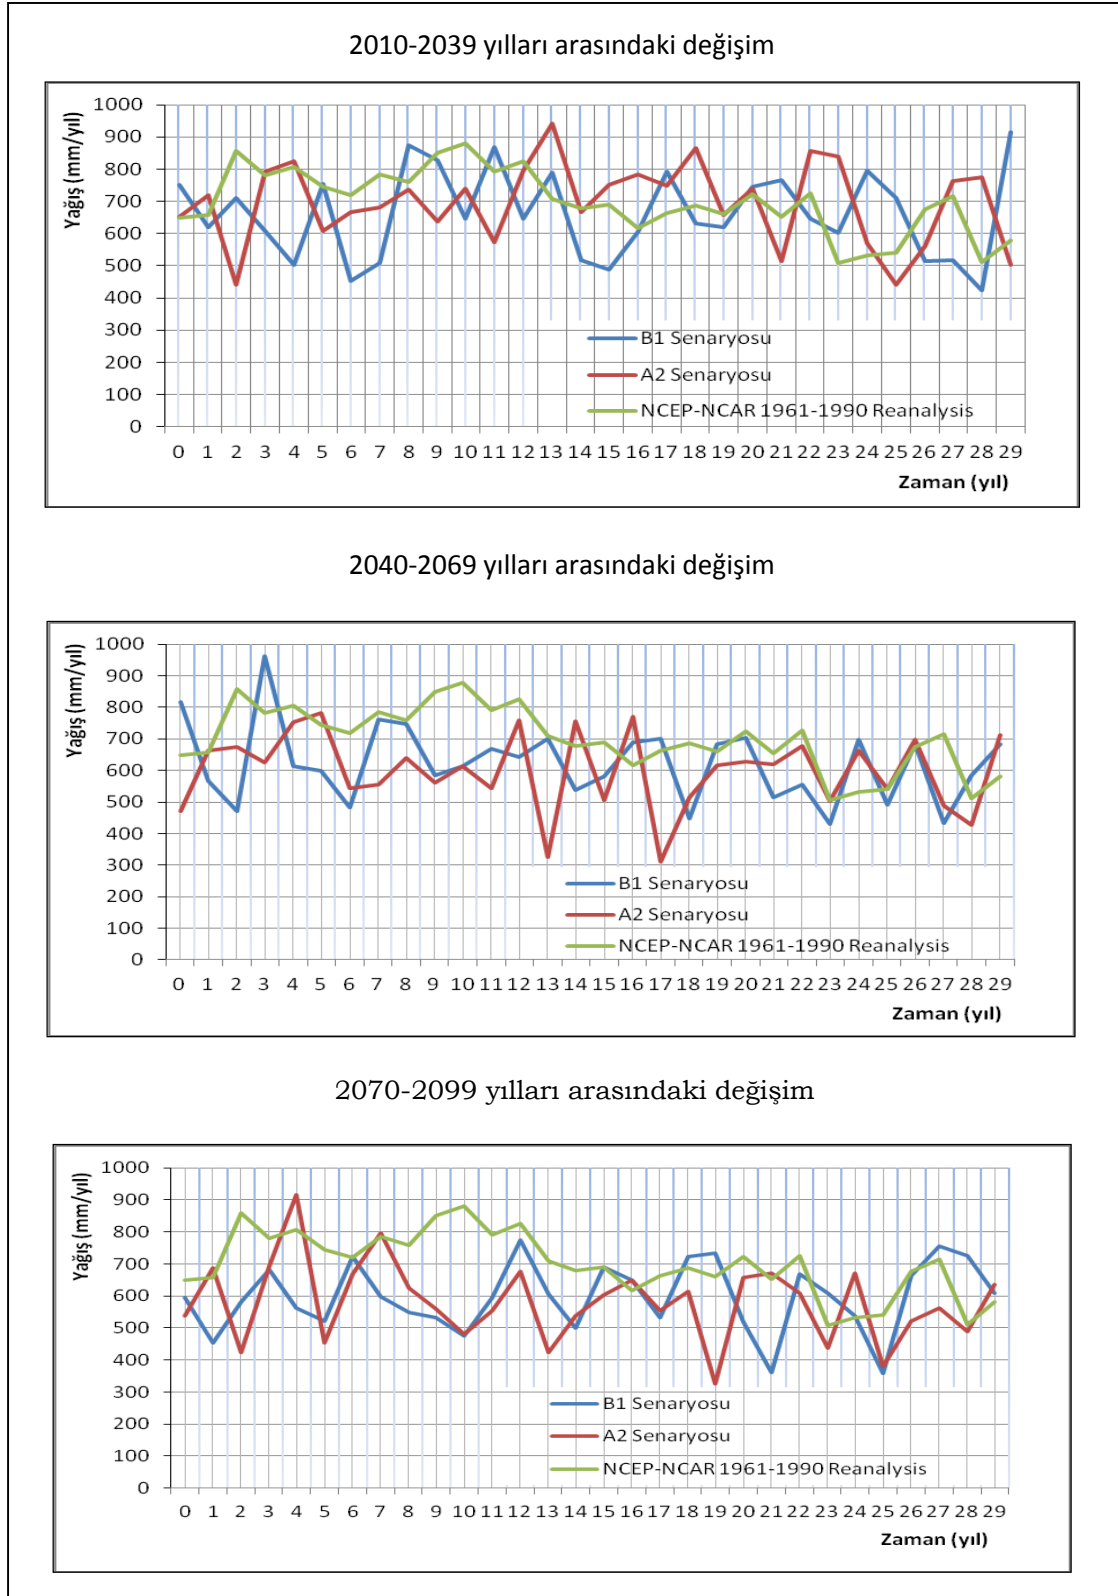 2010-2039 yılları arasındaki değişim
Yağış (mm/yıl)
1000
900
800
700
600
500
400
300
200
100
0
B1 Senaryosu
A2 Senaryosu
NCEP-NCAR 1961-1990 Reanalysis
0 1 2 3 4 5 6 7 8 9 10 11 12 13 14 15 16 17 18 19 20 21 22 23 24 25 26 27 28 29
Zaman (yıl)
2040-2069 yılları arasındaki değişim
Yağış (mm/yıl)
1000
900
800
700
600
500
400
300
200
100
0
B1 Senaryosu
A2 Senaryosu
NCEP-NCAR 1961-1990 Reanalysis
0 1 2 3 4 5 6 7 8 9 10 11 12 13 14 15 16 17 18 19 20 21 22 23 24 25 26 27 28 29
Zaman (yıl)
2070-2099 yılları arasındaki değişim
Yağış (mm/yıl)
1000
900
800
700
600
500
400
300
200
100
0
B1 Senaryosu
A2 Senaryosu
NCEP-NCAR 1961-1990 Reanalysis
0 1 2 3 4 5 6 7 8 9 10 11 12 13 14 15 16 17 18 19 20 21 22 23 24 25 26 27 28 29
Zaman (yıl)